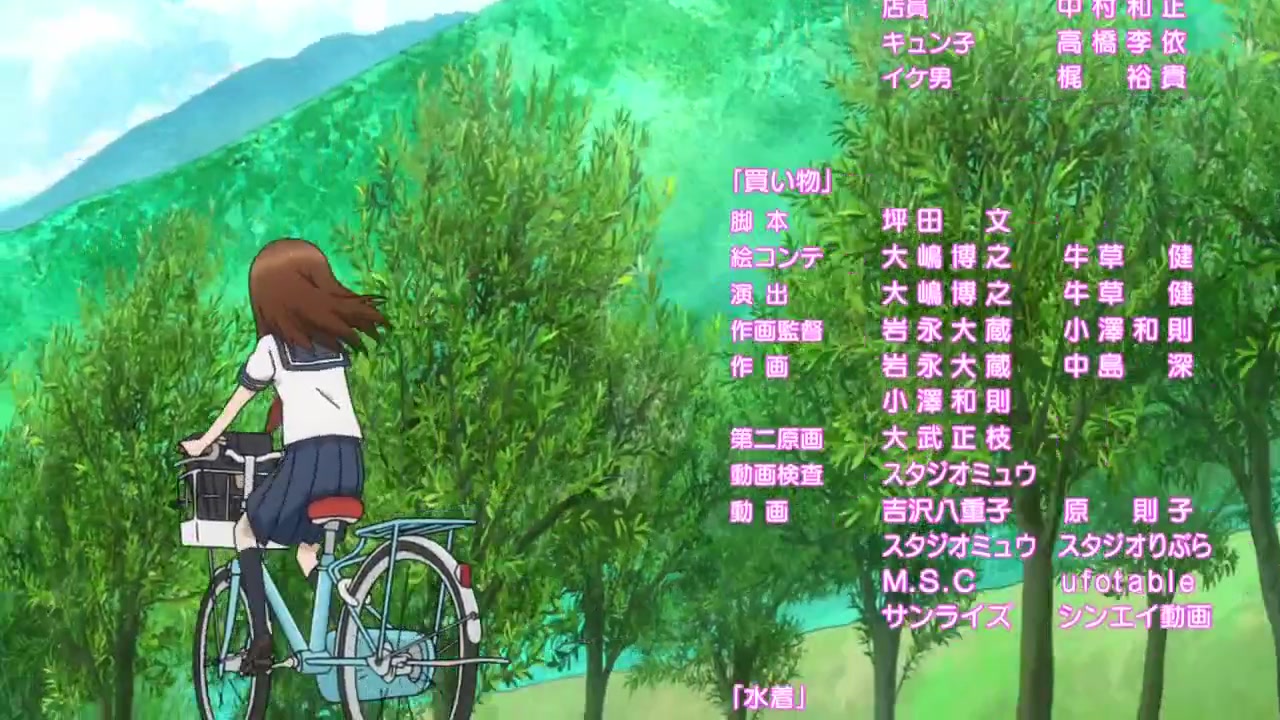 店員 中村和正
キュン子 高橋李依
イケ男 梶 裕貴
「買い物」
脚本 坪田 文
絵コンテ 大嶋博之 牛草 健
演出 大嶋博之 牛草 健
作画監督 岩永大蔵 小澤和則
作画 岩永大蔵 中島 深
小澤和則
第二原画 大武正枝
動画検査 スタジオミュウ
動画 吉沢八重子 原 則子
スタジオミュウ スタジオりぷら
M.S.C ufotable
サンライズ シンエイ動画
「水着」